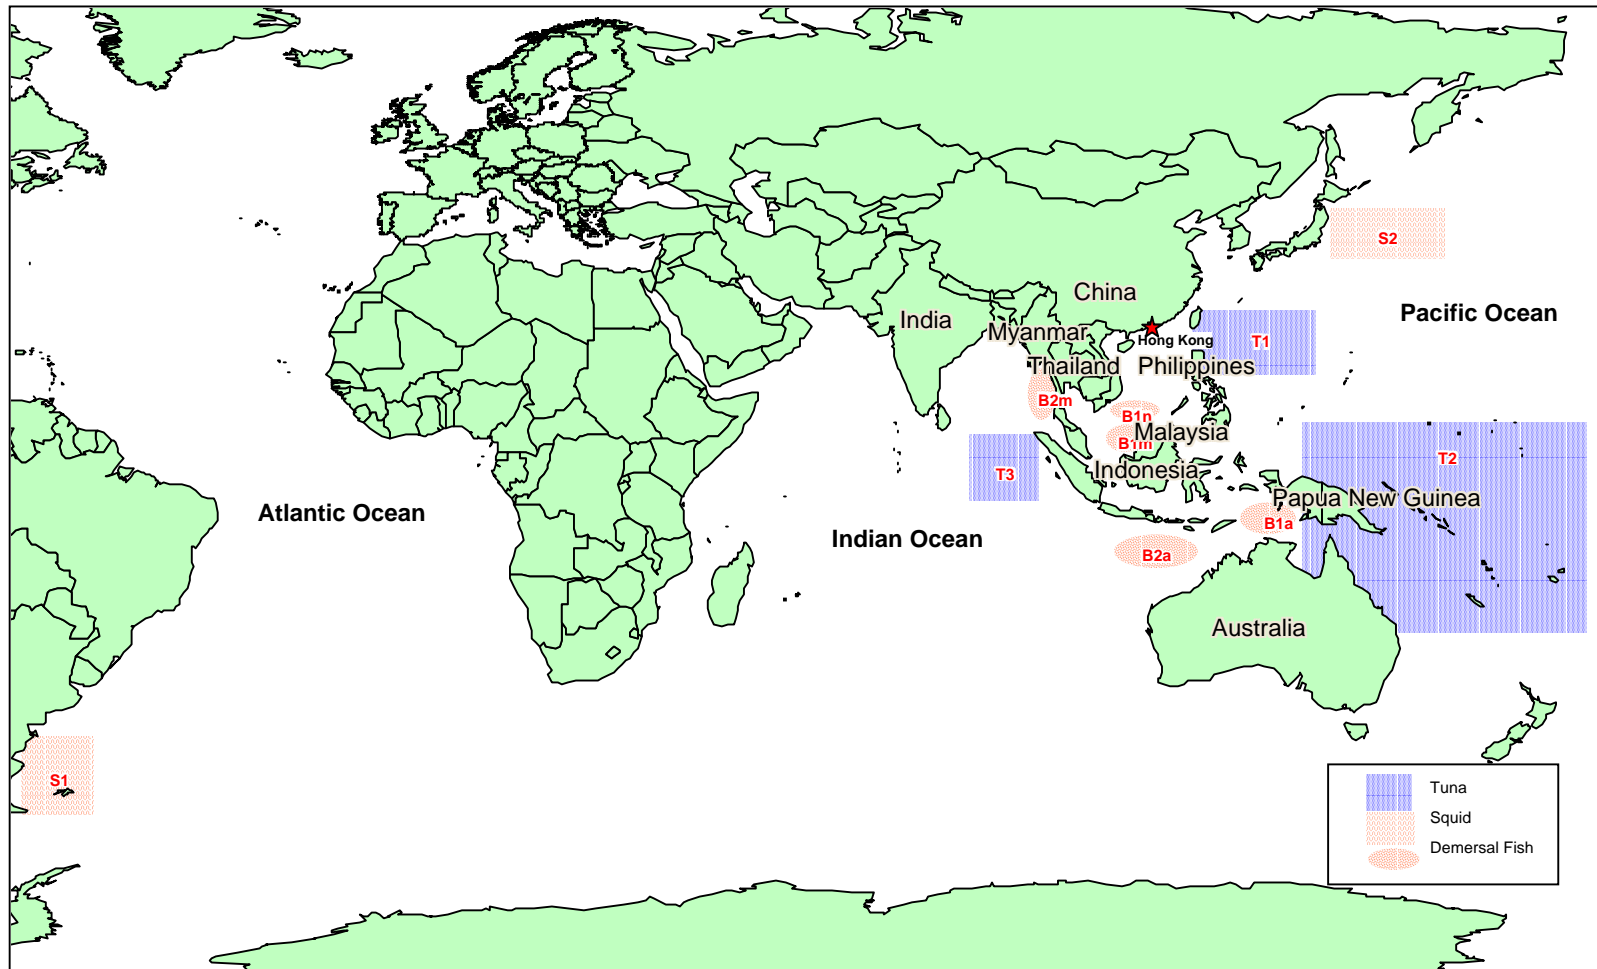 S2
China
Pacific Ocean
India
Myanmar
Hong Kong
T1
Thailand
Philippines
B2m
B1n
Malaysia
B1m
T2
Indonesia
T3
Papua New Guinea
Atlantic Ocean
B1a
Indian Ocean
B2a
Australia
S1
Tuna
Squid
Demersal Fish